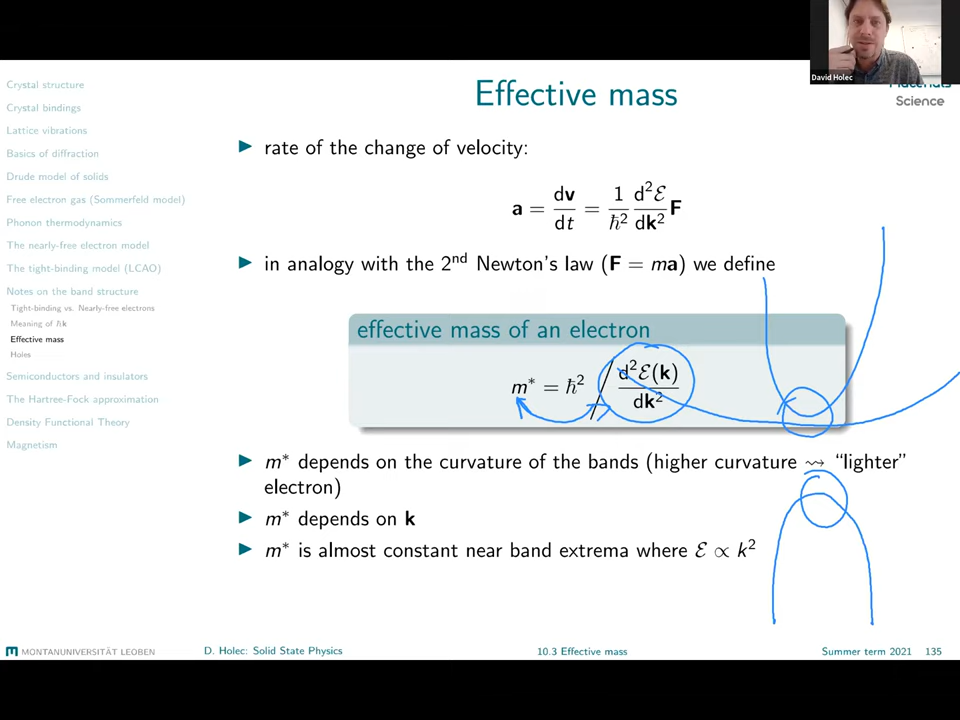 David Holec
Materials
Science
Crystal structure
Crystal bindings
Lattice vibrations
Basics of diffraction
Drude model of solids
Free electron gas (Sommerfeld model)
Phonon thermodynamics
The nearly-free electron model
The tight-binding model (LCAO)
Notes on the band structure
Tight-binding vs. Nearly-free electrons
Meaning of ℏk
Effective mass
Holes
Semiconductors and insulators
The Hartree-Fock approximation
Density Functional Theory
Magnetism
Effective mass
▶ rate of the change of velocity:
a = dv/dt = 1/ℏ² d²ℰ/dk² F
▶ in analogy with the 2nd Newton's law (F = ma) we define
effective mass of an electron
m* = ℏ² / d²ℰ(k)/dk²
▶ m* depends on the curvature of the bands (higher curvature ⇝ “lighter”
electron)
▶ m* depends on k
▶ m* is almost constant near band extrema where ℰ ∝ k²
MONTANUNIVERSITÄT LEOBEN
D. Holec: Solid State Physics
10.3 Effective mass
Summer term 2021 135